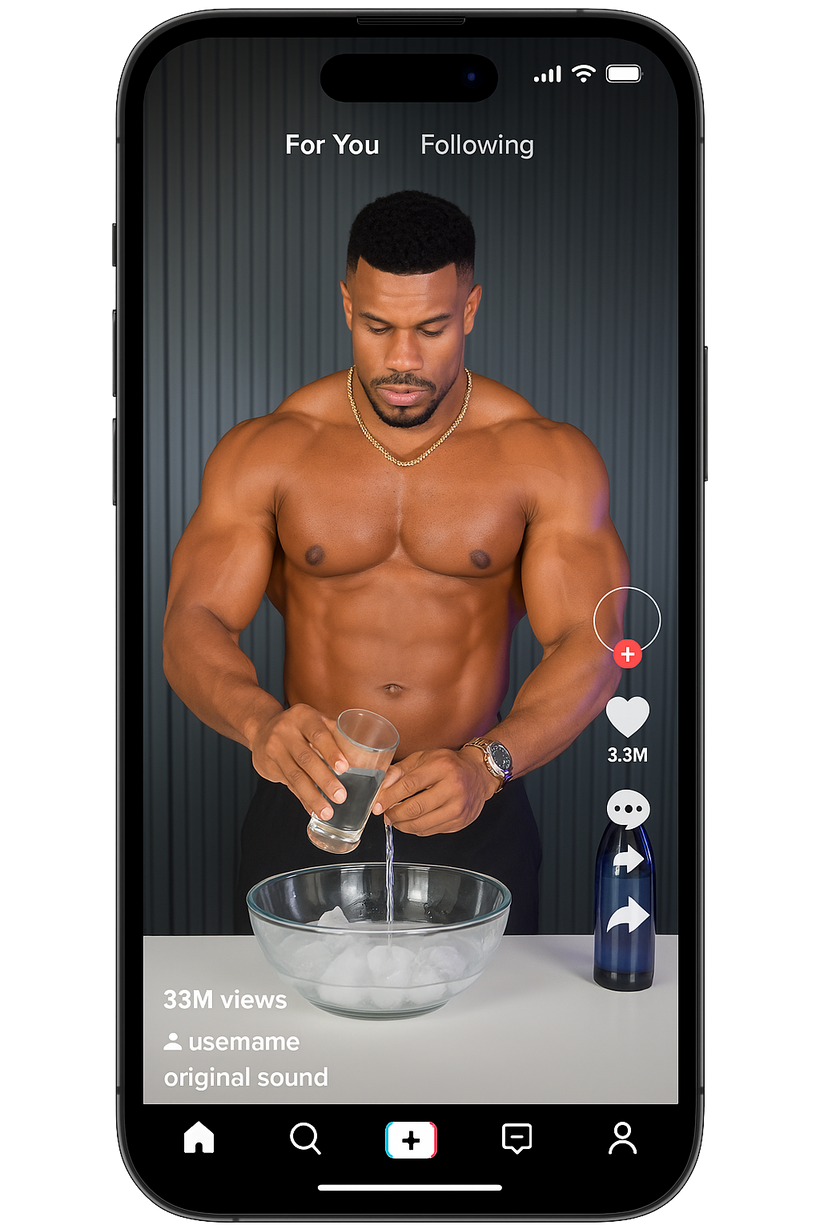 For You Following
3.3M
33M views
usemame
original sound